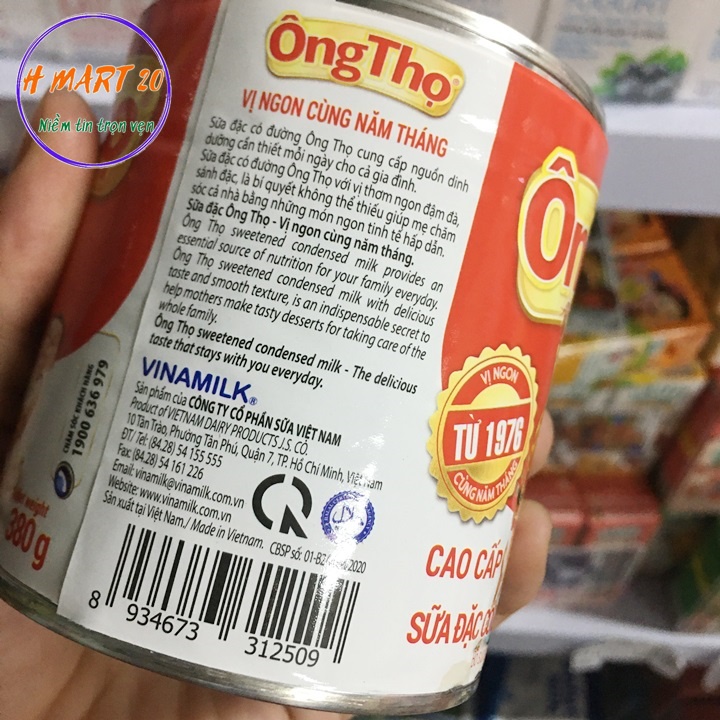 H MART 20
Niềm tin trọn vẹn
ÔngThọ
VỊ NGON CÙNG NĂM THÁNG
Sữa đặc có đường Ông Thọ cung cấp nguồn dinh
dưỡng cần thiết mỗi ngày cho cả gia đình.
Sữa đặc có đường Ông Thọ với vị thơm ngon đậm đà,
sánh đặc, là bí quyết không thể thiếu giúp mẹ chăm
sóc cả nhà bằng những món ngon tinh tế hấp dẫn.
Sữa đặc Ông Thọ - Vị ngon cùng năm tháng.
Ông Thọ sweetened condensed milk provides an
essential source of nutrition for your family everyday.
Ông Thọ sweetened condensed milk with delicious
taste and smooth texture, is an indispensable secret to
help mothers make tasty desserts for taking care of the
whole family.
Ông Thọ sweetened condensed milk - The delicious
taste that stays with you everyday.
VINAMILK®
Sản phẩm của CÔNG TY CỔ PHẦN SỮA VIỆT NAM
Product of VIETNAM DAIRY PRODUCTS J.S. CO.
10 Tân Trào, Phường Tân Phú, Quận 7, TP. Hồ Chí Minh, Việt Nam
ĐT/ Tel: (84.28) 54 155 555
Fax: (84.28) 54 161 226
Email: vinamilk@vinamilk.com.vn
Website: www.vinamilk.com.vn
Sản xuất tại Việt Nam./ Made in Vietnam.
CBSP số: 01-B2 2020
8 934673 312509
CHĂM SÓC KHÁCH HÀNG
1900 636 979
weight
380 g
Ôn
VỊ NGON
TỪ 1976
CÙNG NĂM THÁNG
CAO CẤP
SỮA ĐẶC